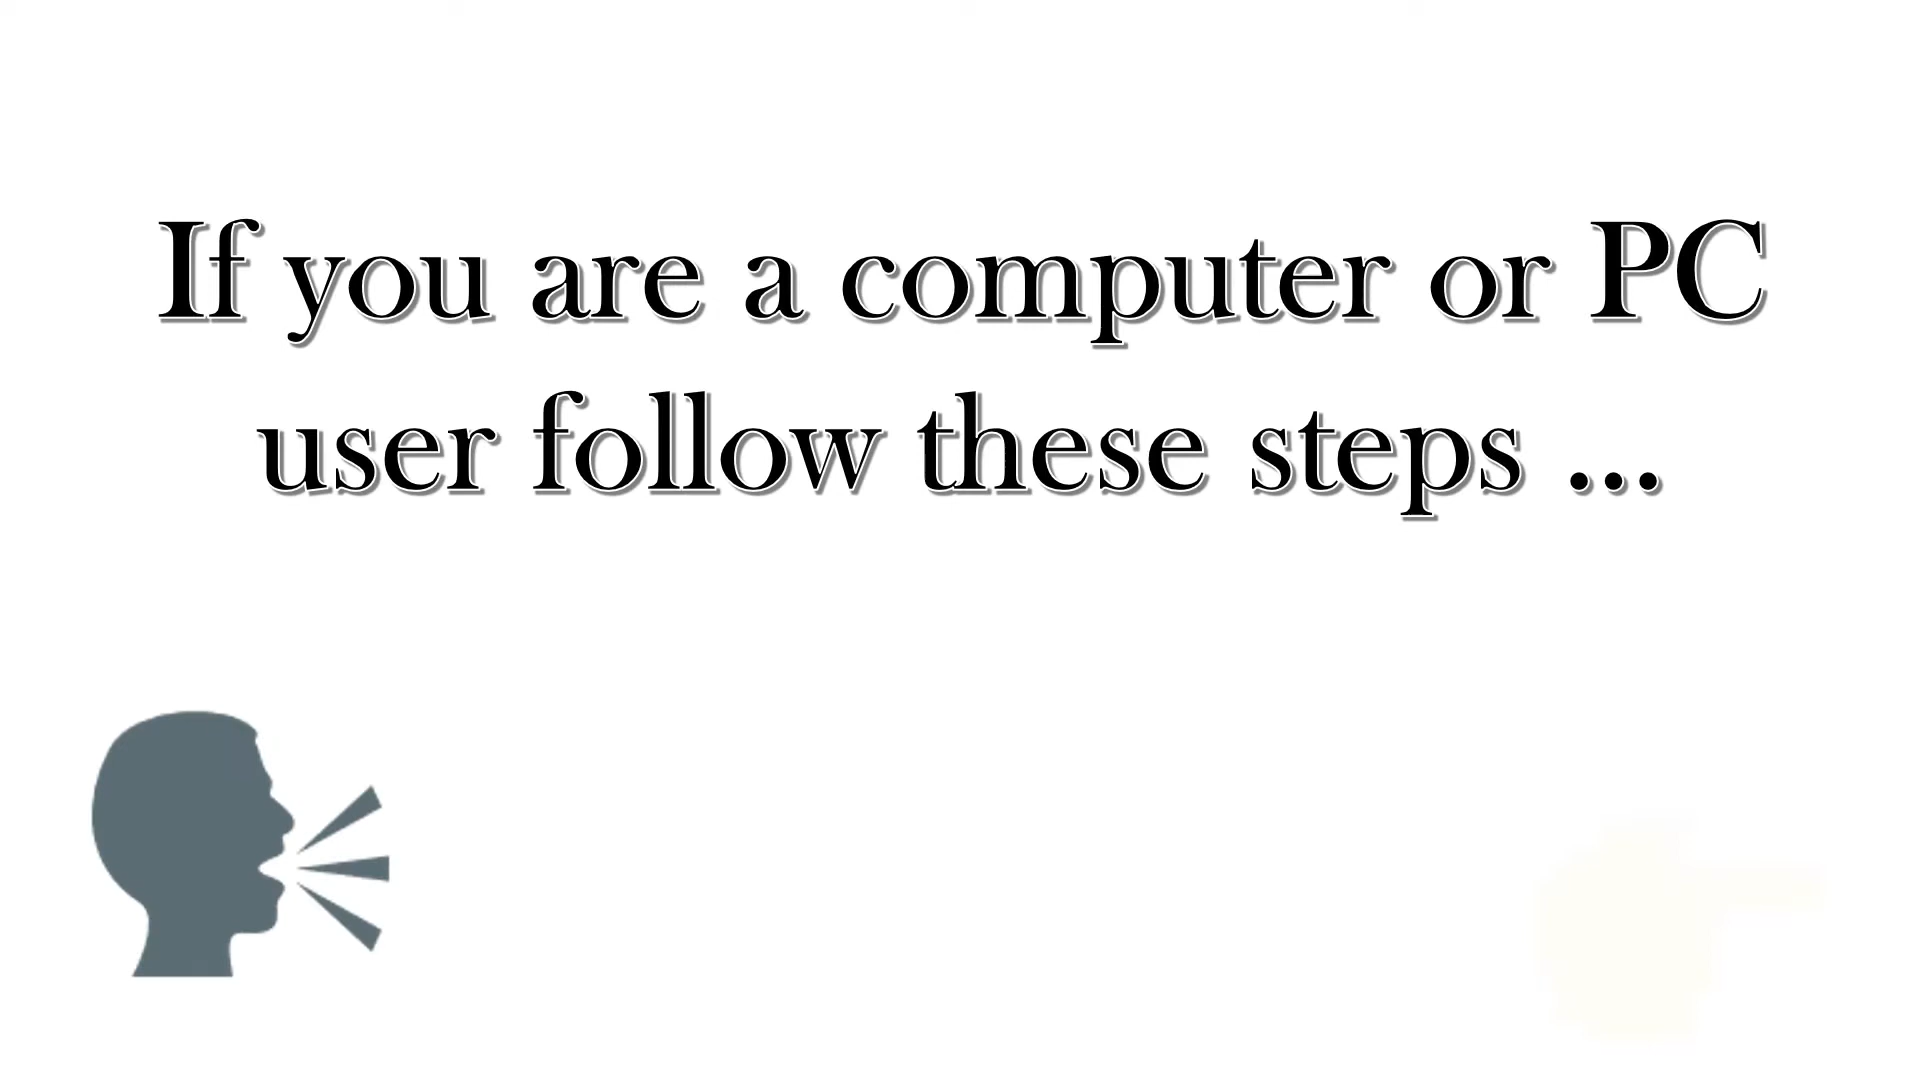 If you are a computer or PC
user follow these steps ...